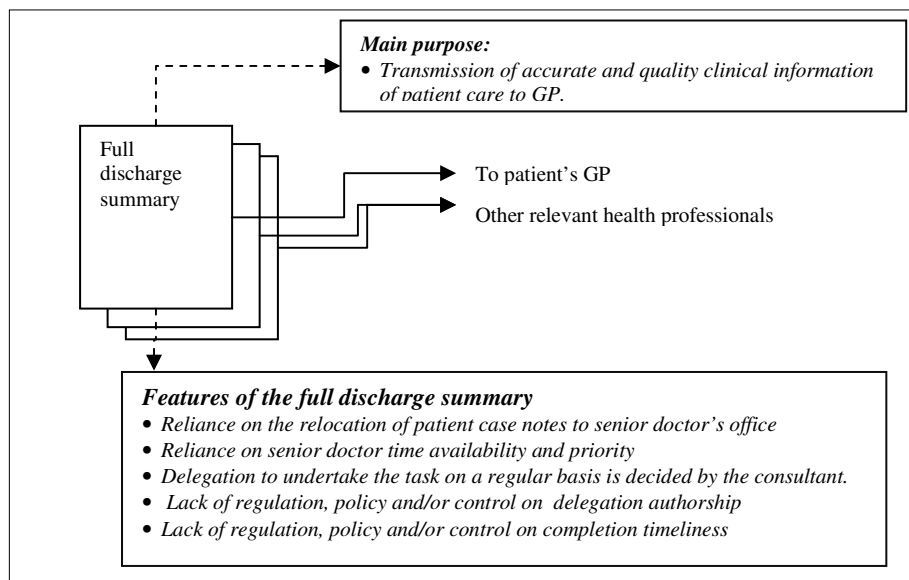 Main purpose:
• Transmission of accurate and quality clinical information
of patient care to GP.
Full
discharge
summary
To patient's GP
Other relevant health professionals
Features of the full discharge summary
• Reliance on the relocation of patient case notes to senior doctor's office
• Reliance on senior doctor time availability and priority
• Delegation to undertake the task on a regular basis is decided by the consultant.
• Lack of regulation, policy and/or control on delegation authorship
• Lack of regulation, policy and/or control on completion timeliness